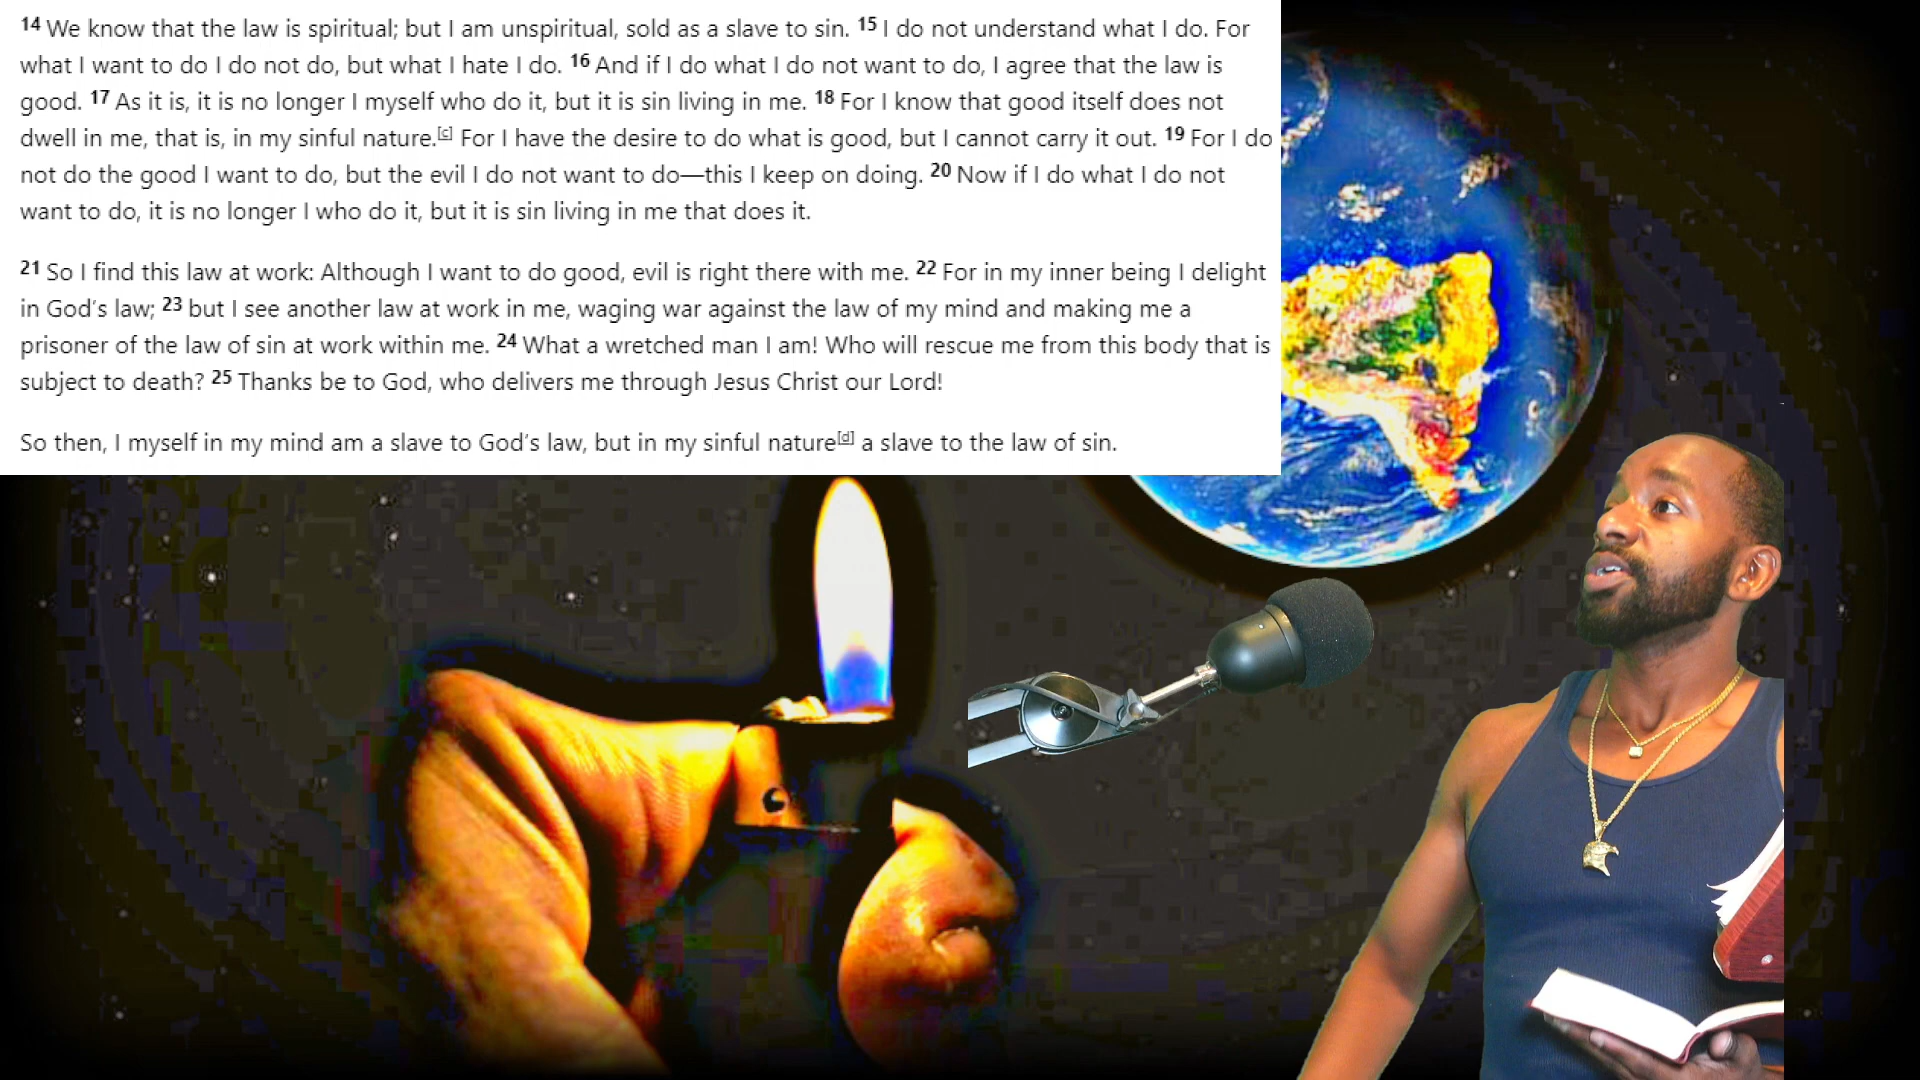 14 We know that the law is spiritual; but I am unspiritual, sold as a slave to sin. 15 I do not understand what I do. For
what I want to do I do not do, but what I hate I do. 16 And if I do what I do not want to do, I agree that the law is
good. 17 As it is, it is no longer I myself who do it, but it is sin living in me. 18 For I know that good itself does not
dwell in me, that is, in my sinful nature.[c] For I have the desire to do what is good, but I cannot carry it out. 19 For I do
not do the good I want to do, but the evil I do not want to do—this I keep on doing. 20 Now if I do what I do not
want to do, it is no longer I who do it, but it is sin living in me that does it.
21 So I find this law at work: Although I want to do good, evil is right there with me. 22 For in my inner being I delight
in God's law; 23 but I see another law at work in me, waging war against the law of my mind and making me a
prisoner of the law of sin at work within me. 24 What a wretched man I am! Who will rescue me from this body that is
subject to death? 25 Thanks be to God, who delivers me through Jesus Christ our Lord!
So then, I myself in my mind am a slave to God's law, but in my sinful nature[d] a slave to the law of sin.